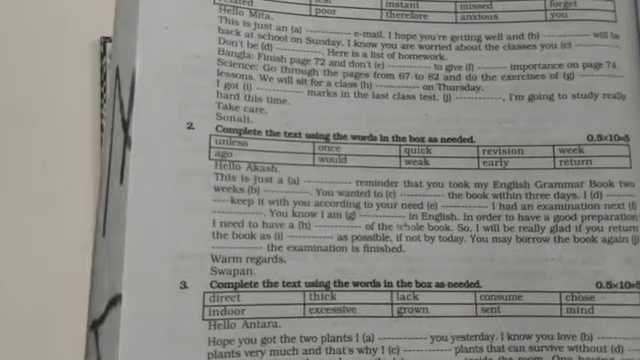 instant missed forget
poor therefore anxious you
Hello Mita.
This is just an (a) ------------ e-mail. I hope you're getting well and (b) ------------ will be
back at school on Sunday. I know you are worried about the classes you (c) ------------
Don't be (d) ------------. Here is a list of homework.
Bangla: Finish page 72 and don't (e) ------------ to give (f) ------------ importance on page 74.
Science: Go through the pages from 67 to 82 and do the exercises of (g) ------------
lessons. We will sit for a class (h) ------------ on Thursday.
I got (i) ------------ marks in the last class test. (j) ------------, I'm going to study really
hard this time.
Take care,
Sonali.
2. Complete the text using the words in the box as needed. 0.5×10=5
unless once quick revision week
ago would weak early return
Hello Akash.
This is just a (a) ------------ reminder that you took my English Grammar Book two
weeks (b) ------------. You wanted to (c) ------------ the book within three days. I (d) ------
----keep it with you according to your need (e) ------------ I had an examination next (f)
------------. You know I am (g) ------------ in English. In order to have a good preparation
I need to have a (h) ------------ of the whole book. So, I will be really glad if you return
the book as (i) ------------ as possible, if not by today. You may borrow the book again (j)
------------ the examination is finished.
Warm regards,
Swapan.
3. Complete the text using the words in the box as needed. 0.5×10=5
direct thick lack consume chose
indoor excessive grown sent mind
Hello Antara.
Hope you got the two plants I (a) ------------ you yesterday. I know you love (b) ------------
plants very much and that's why I (c) ------------ plants that can survive without (d) ----